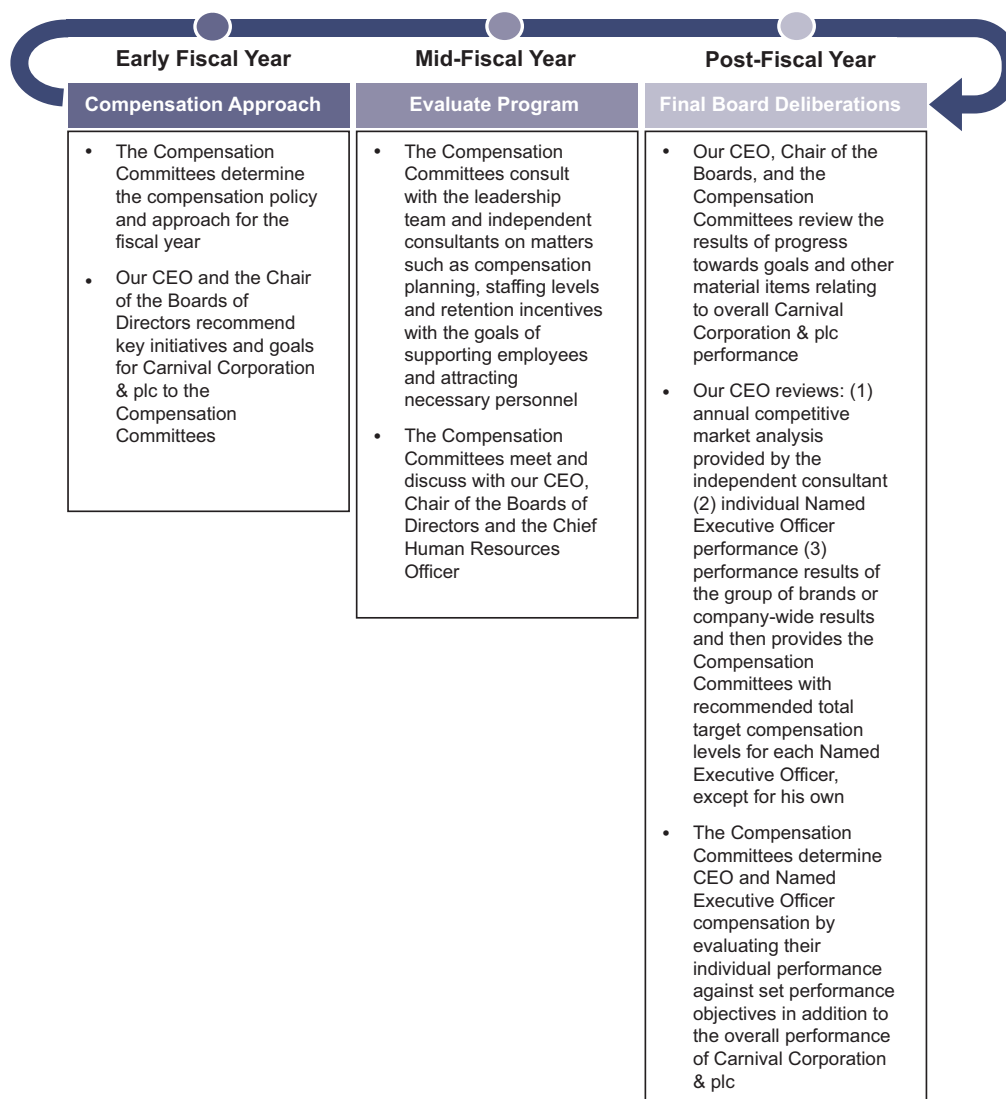 Early Fiscal Year
Mid-Fiscal Year
Post-Fiscal Year
Compensation Approach
Evaluate Program
Final Board Deliberations
• The Compensation
Committees determine
the compensation policy
and approach for the
fiscal year
• Our CEO and the Chair
of the Boards of
Directors recommend
key initiatives and goals
for Carnival Corporation
& plc to the
Compensation
Committees
• The Compensation
Committees consult
with the leadership
team and independent
consultants on matters
such as compensation
planning, staffing levels
and retention incentives
with the goals of
supporting employees
and attracting
necessary personnel
• The Compensation
Committees meet and
discuss with our CEO,
Chair of the Boards of
Directors and the Chief
Human Resources
Officer
• Our CEO, Chair of the
Boards, and the
Compensation
Committees review the
results of progress
towards goals and other
material items relating
to overall Carnival
Corporation & plc
performance
• Our CEO reviews: (1)
annual competitive
market analysis
provided by the
independent consultant
(2) individual Named
Executive Officer
performance (3)
performance results of
the group of brands or
company-wide results
and then provides the
Compensation
Committees with
recommended total
target compensation
levels for each Named
Executive Officer,
except for his own
• The Compensation
Committees determine
CEO and Named
Executive Officer
compensation by
evaluating their
individual performance
against set performance
objectives in addition to
the overall performance
of Carnival Corporation
& plc